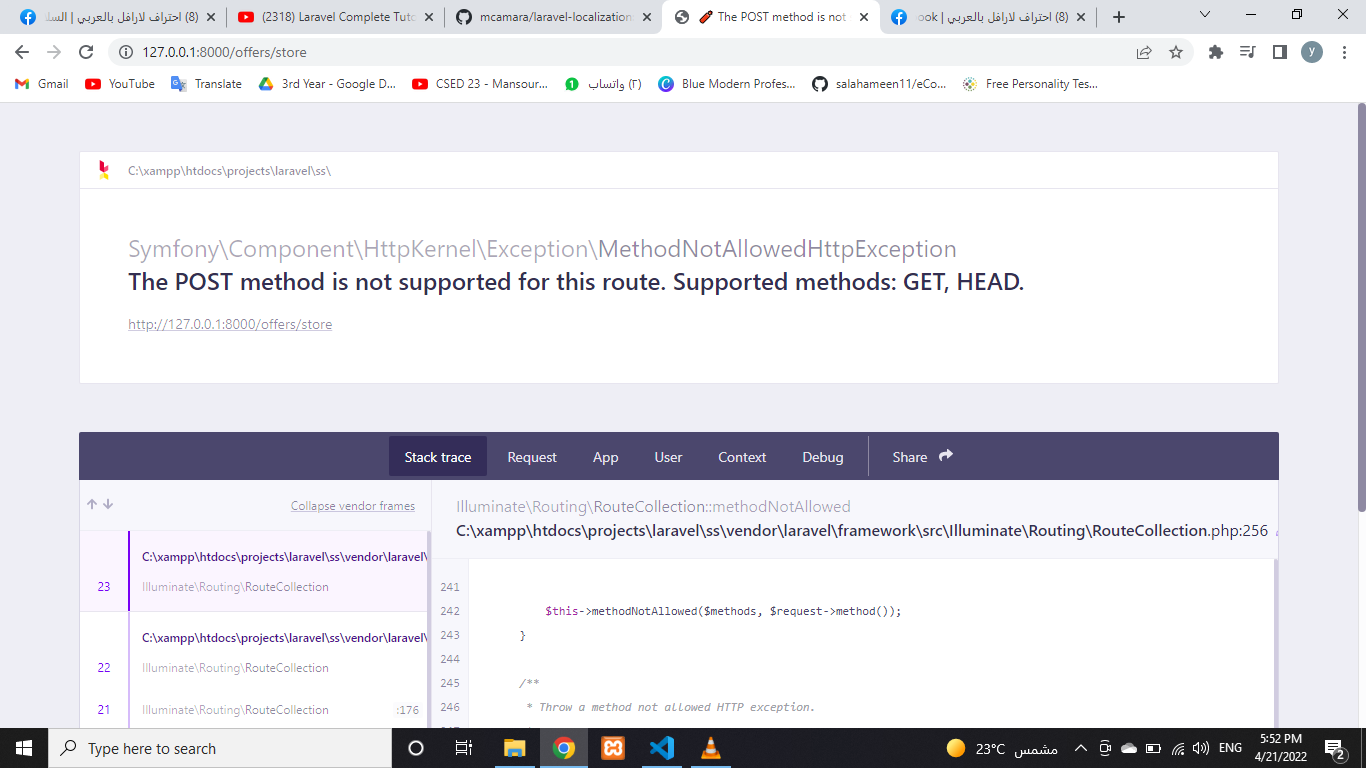 (8) احتراف لارافل بالعربي | السلا
(2318) Laravel Complete Tuto
mcamara/laravel-localization
The POST method is not
(8) احتراف لارافل بالعربي | ook
127.0.0.1:8000/offers/store
y
Gmail
YouTube
Translate
3rd Year - Google D...
CSED 23 - Mansour...
1
(٢) واتساب
Blue Modern Profes...
salahameen11/eCo...
Free Personality Tes...
C:\xampp\htdocs\projects\laravel\ss\
Symfony\Component\HttpKernel\Exception\MethodNotAllowedHttpException
The POST method is not supported for this route. Supported methods: GET, HEAD.
http://127.0.0.1:8000/offers/store
Stack trace
Request
App
User
Context
Debug
Share
Collapse vendor frames
Illuminate\Routing\RouteCollection::methodNotAllowed
C:\xampp\htdocs\projects\laravel\ss\vendor\laravel\framework\src\Illuminate\Routing\RouteCollection.php:256
C:\xampp\htdocs\projects\laravel\ss\vendor\laravel\
23 Illuminate\Routing\RouteCollection
C:\xampp\htdocs\projects\laravel\ss\vendor\laravel\
22 Illuminate\Routing\RouteCollection
21 Illuminate\Routing\RouteCollection :176
241
242 $this->methodNotAllowed($methods, $request->method());
243 }
244
245 /**
246 * Throw a method not allowed HTTP exception.
Type here to search
23°C مشمس
ENG
5:52 PM
4/21/2022
2